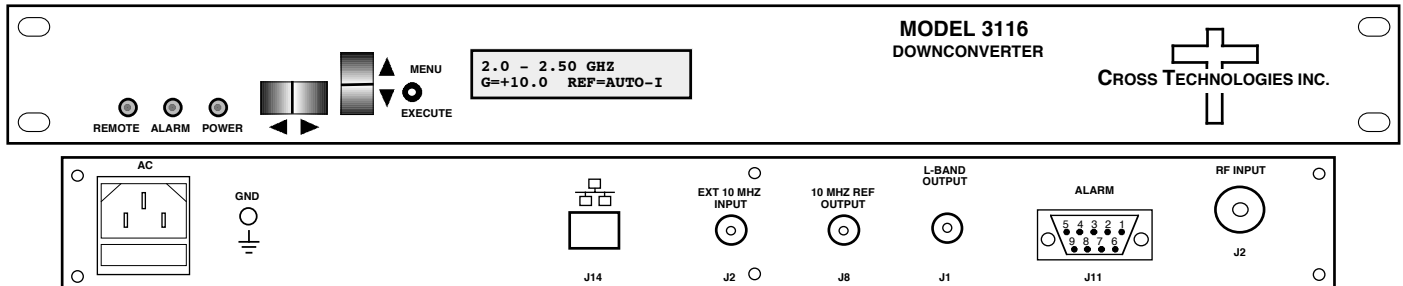 MODEL 3116
DOWNCONVERTER
CROSS TECHNOLOGIES INC.
2.0 - 2.50 GHZ
G=+10.0 REF=AUTO-I
MENU
EXECUTE
REMOTE ALARM POWER
AC
GND
J14
EXT 10 MHZ
INPUT
J2
10 MHZ REF
OUTPUT
J8
L-BAND
OUTPUT
J1
ALARM
5 4 3 2 1
9 8 7 6
J11
RF INPUT
J2